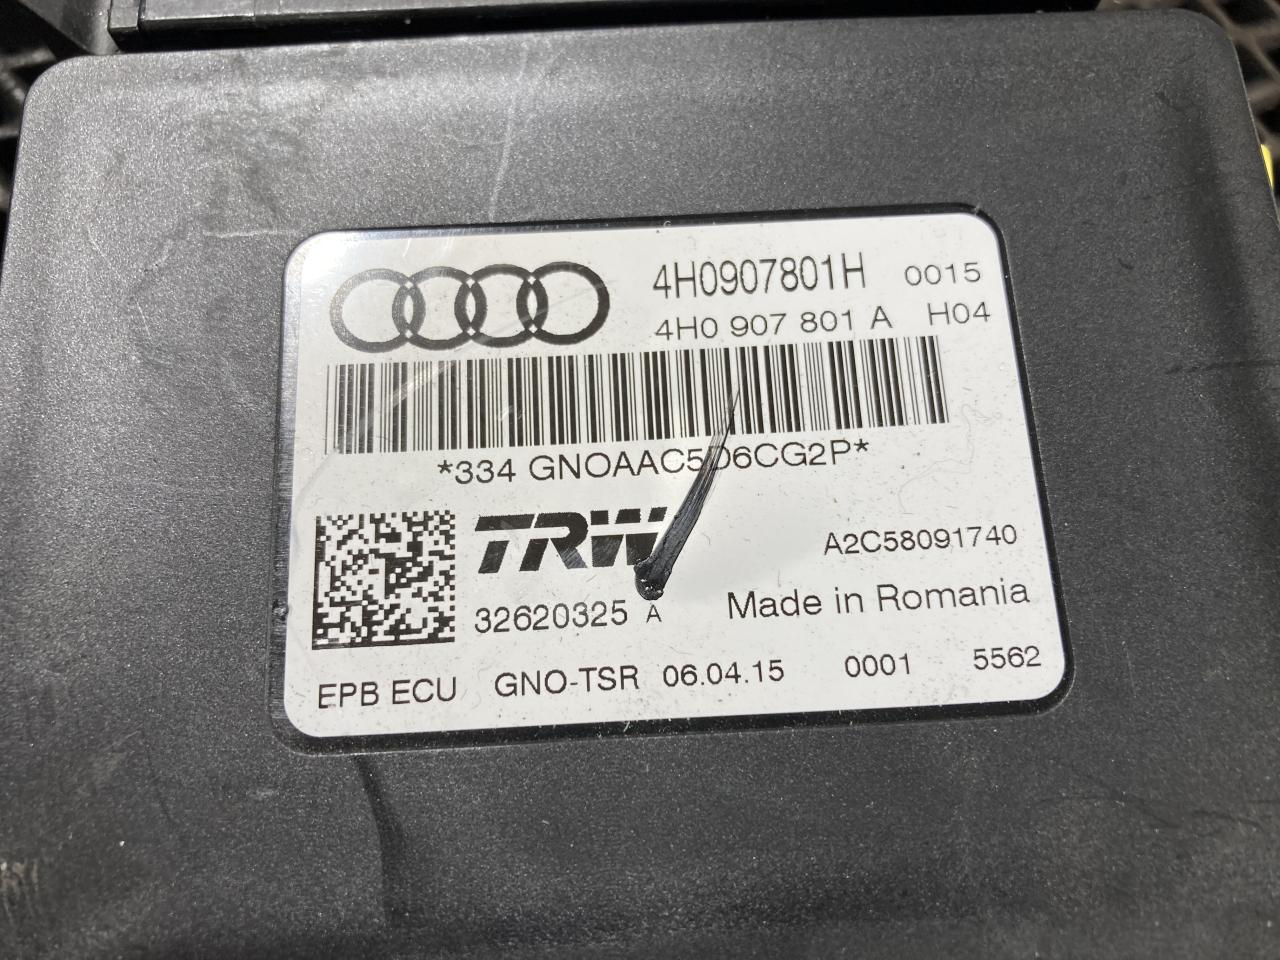 4H0907801H 0015
4H0 907 801 A H04
*334 GNOAAC5D6CG2P*
TRW
A2C58091740
32620325 A
Made in Romania
EPB ECU GNO-TSR 06.04.15 0001 5562